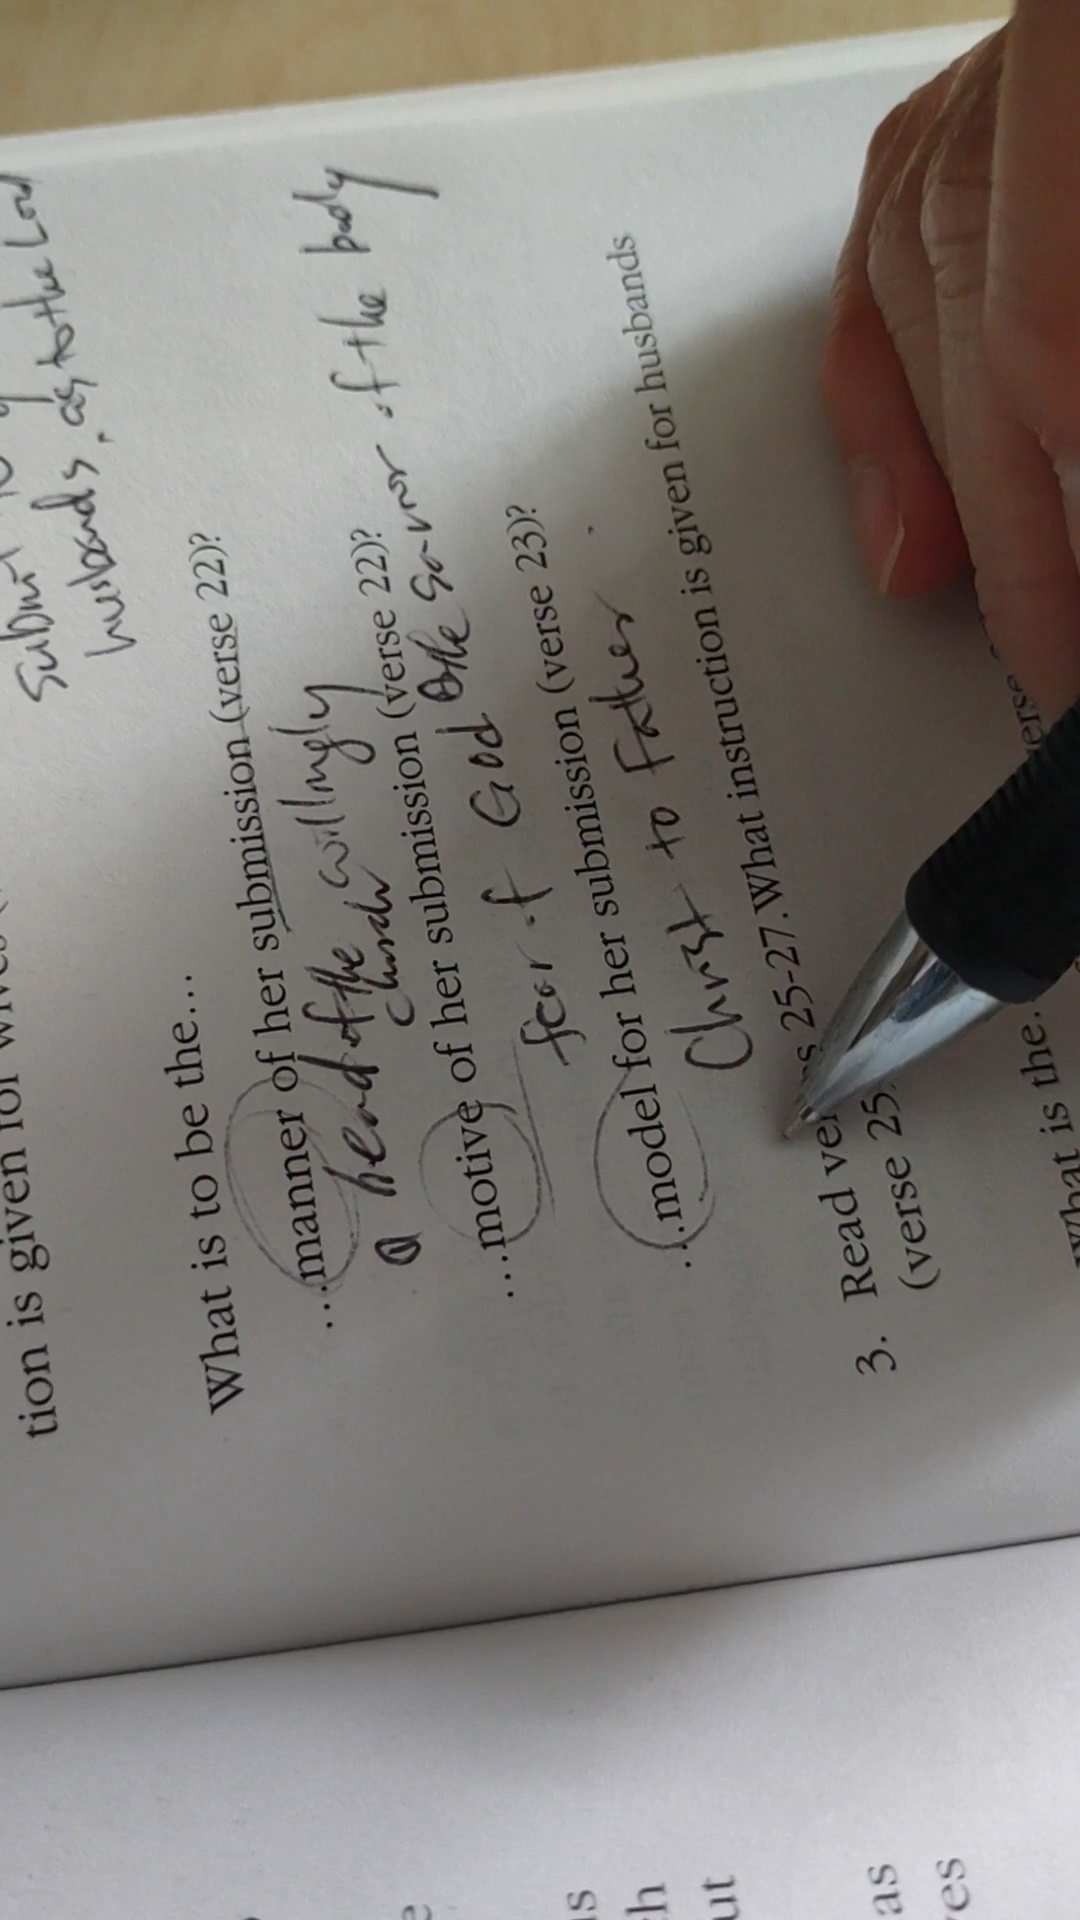 Submit to
husbands, as to the Lord
tion is given for wives
What is to be the...
...manner of her submission (verse 22)?
willingly
head of the church
the savior of the body
...motive of her submission (verse 22)?
fear of God
...model for her submission (verse 23)?
Christ to Father
3. Read 25-27. What instruction is given for husbands
(verse 25
What is the
verse
as